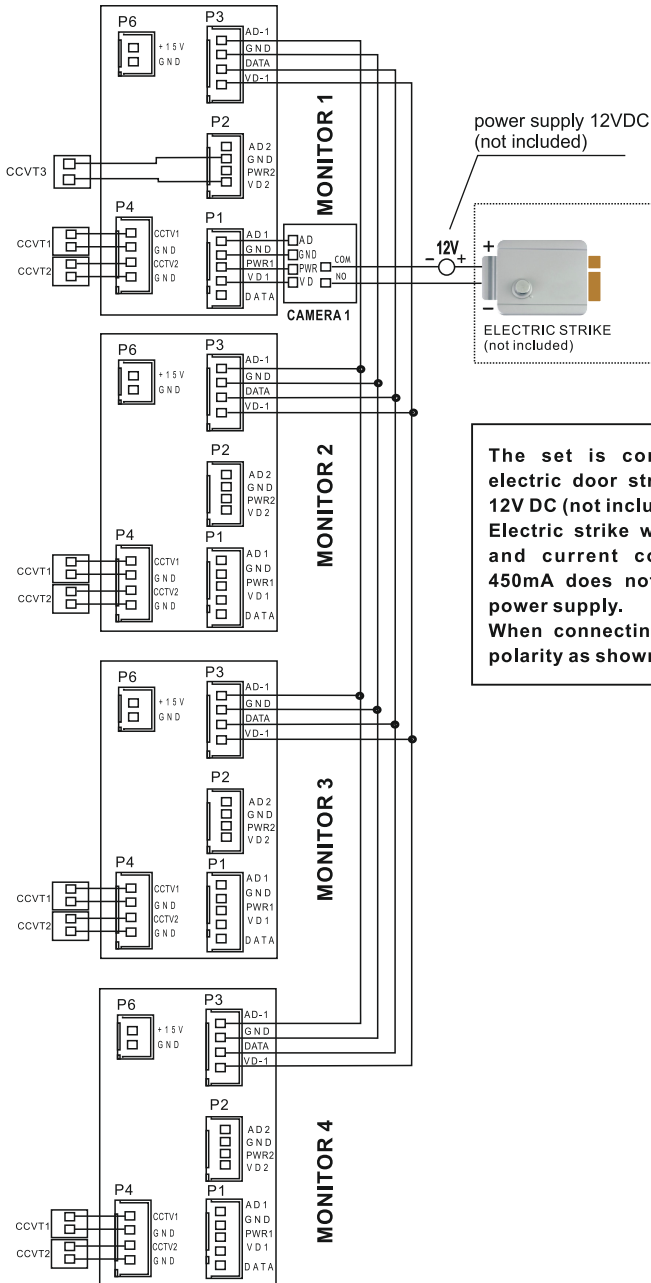 P6
+15V
GND
P3
AD-1
GND
DATA
VD-1
CCVT3
P2
AD2
GND
PWR2
VD2
CCVT1
CCVT2
P4
CCTV1
GND
CCTV2
GND
P1
AD1
GND
PWR1
VD1
DATA
MONITOR 1
AD
GND
PWR
VD
COM
NO
CAMERA 1
power supply 12VDC
(not included)
12V
- +
+
-
ELECTRIC STRIKE
(not included)
P6
+15V
GND
P3
AD-1
GND
DATA
VD-1
P2
AD2
GND
PWR2
VD2
CCVT1
CCVT2
P4
CCTV1
GND
CCTV2
GND
P1
AD1
GND
PWR1
VD1
DATA
MONITOR 2
The set is
electric door
12V DC (not
Electric strike
and current
450mA does
power supply.
When
polarity as shown
P6
+15V
GND
P3
AD-1
GND
DATA
VD-1
P2
AD2
GND
PWR2
VD2
CCVT1
CCVT2
P4
CCTV1
GND
CCTV2
GND
P1
AD1
GND
PWR1
VD1
DATA
MONITOR 3
P6
+15V
GND
P3
AD-1
GND
DATA
VD-1
P2
AD2
GND
PWR2
VD2
CCVT1
CCVT2
P4
CCTV1
GND
CCTV2
GND
P1
AD1
GND
PWR1
VD1
DATA
MONITOR 4